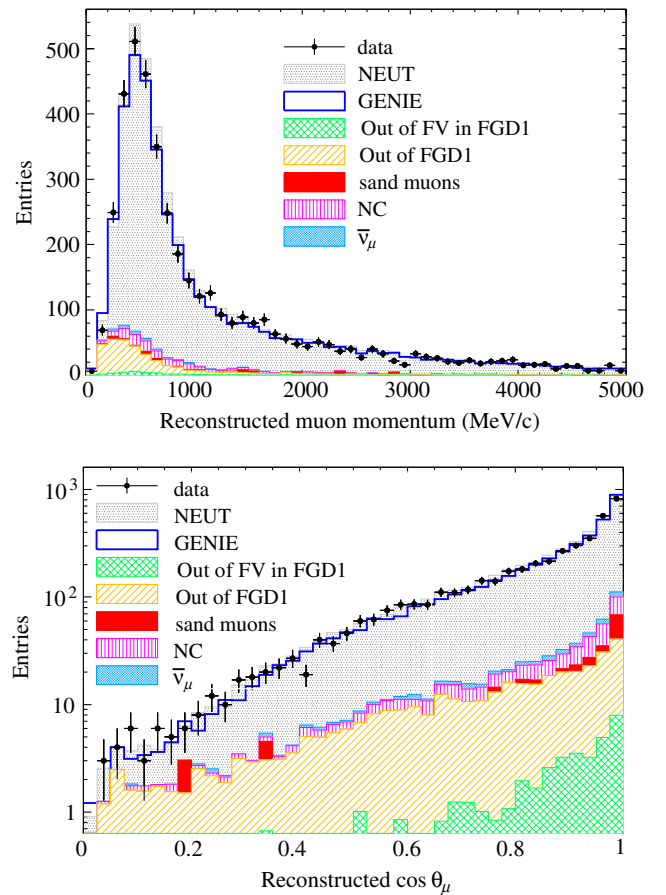 500
400
300
200
100
0
Entries
data
NEUT
GENIE
Out of FV in FGD1
Out of FGD1
sand muons
NC
ν̄μ
0 1000 2000 3000 4000 5000
Reconstructed muon momentum (MeV/c)
10³
10²
10
1
Entries
data
NEUT
GENIE
Out of FV in FGD1
Out of FGD1
sand muons
NC
ν̄μ
0 0.2 0.4 0.6 0.8 1
Reconstructed cos θμ